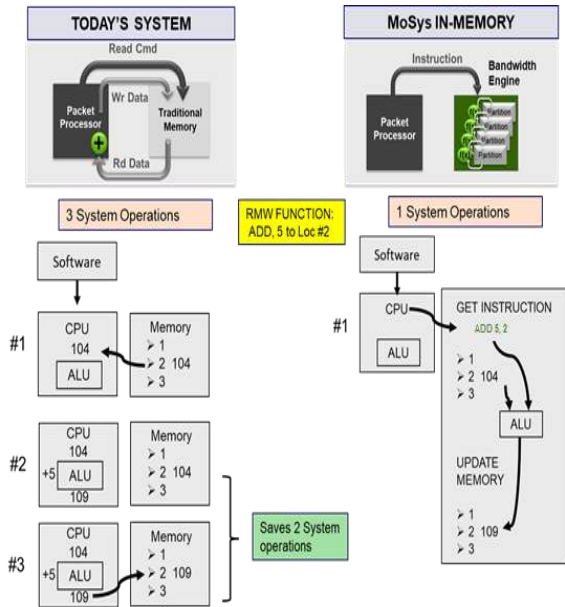 TODAY'S SYSTEM
Read Cmd
Wr Data
Packet
Processor
Traditional
Memory
Rd Data
3 System Operations
Software
#1
CPU
104
ALU
Memory
➤ 1
➤ 2 104
➤ 3
#2
CPU
104
+5 ALU
109
Memory
➤ 1
➤ 2 104
➤ 3
#3
CPU
104
+5 ALU
109
Memory
➤ 1
➤ 2 109
➤ 3
RMW FUNCTION:
ADD, 5 to Loc #2
Saves 2 System
operations
MoSys IN-MEMORY
Instruction
Bandwidth
Engine
Packet
Processor
Partition
Partition
Partition
Partition
1 System Operations
Software
#1
CPU
ALU
GET INSTRUCTION
ADD 5, 2
➤ 1
➤ 2 104
➤ 3
ALU
UPDATE
MEMORY
➤ 1
➤ 2 109
➤ 3